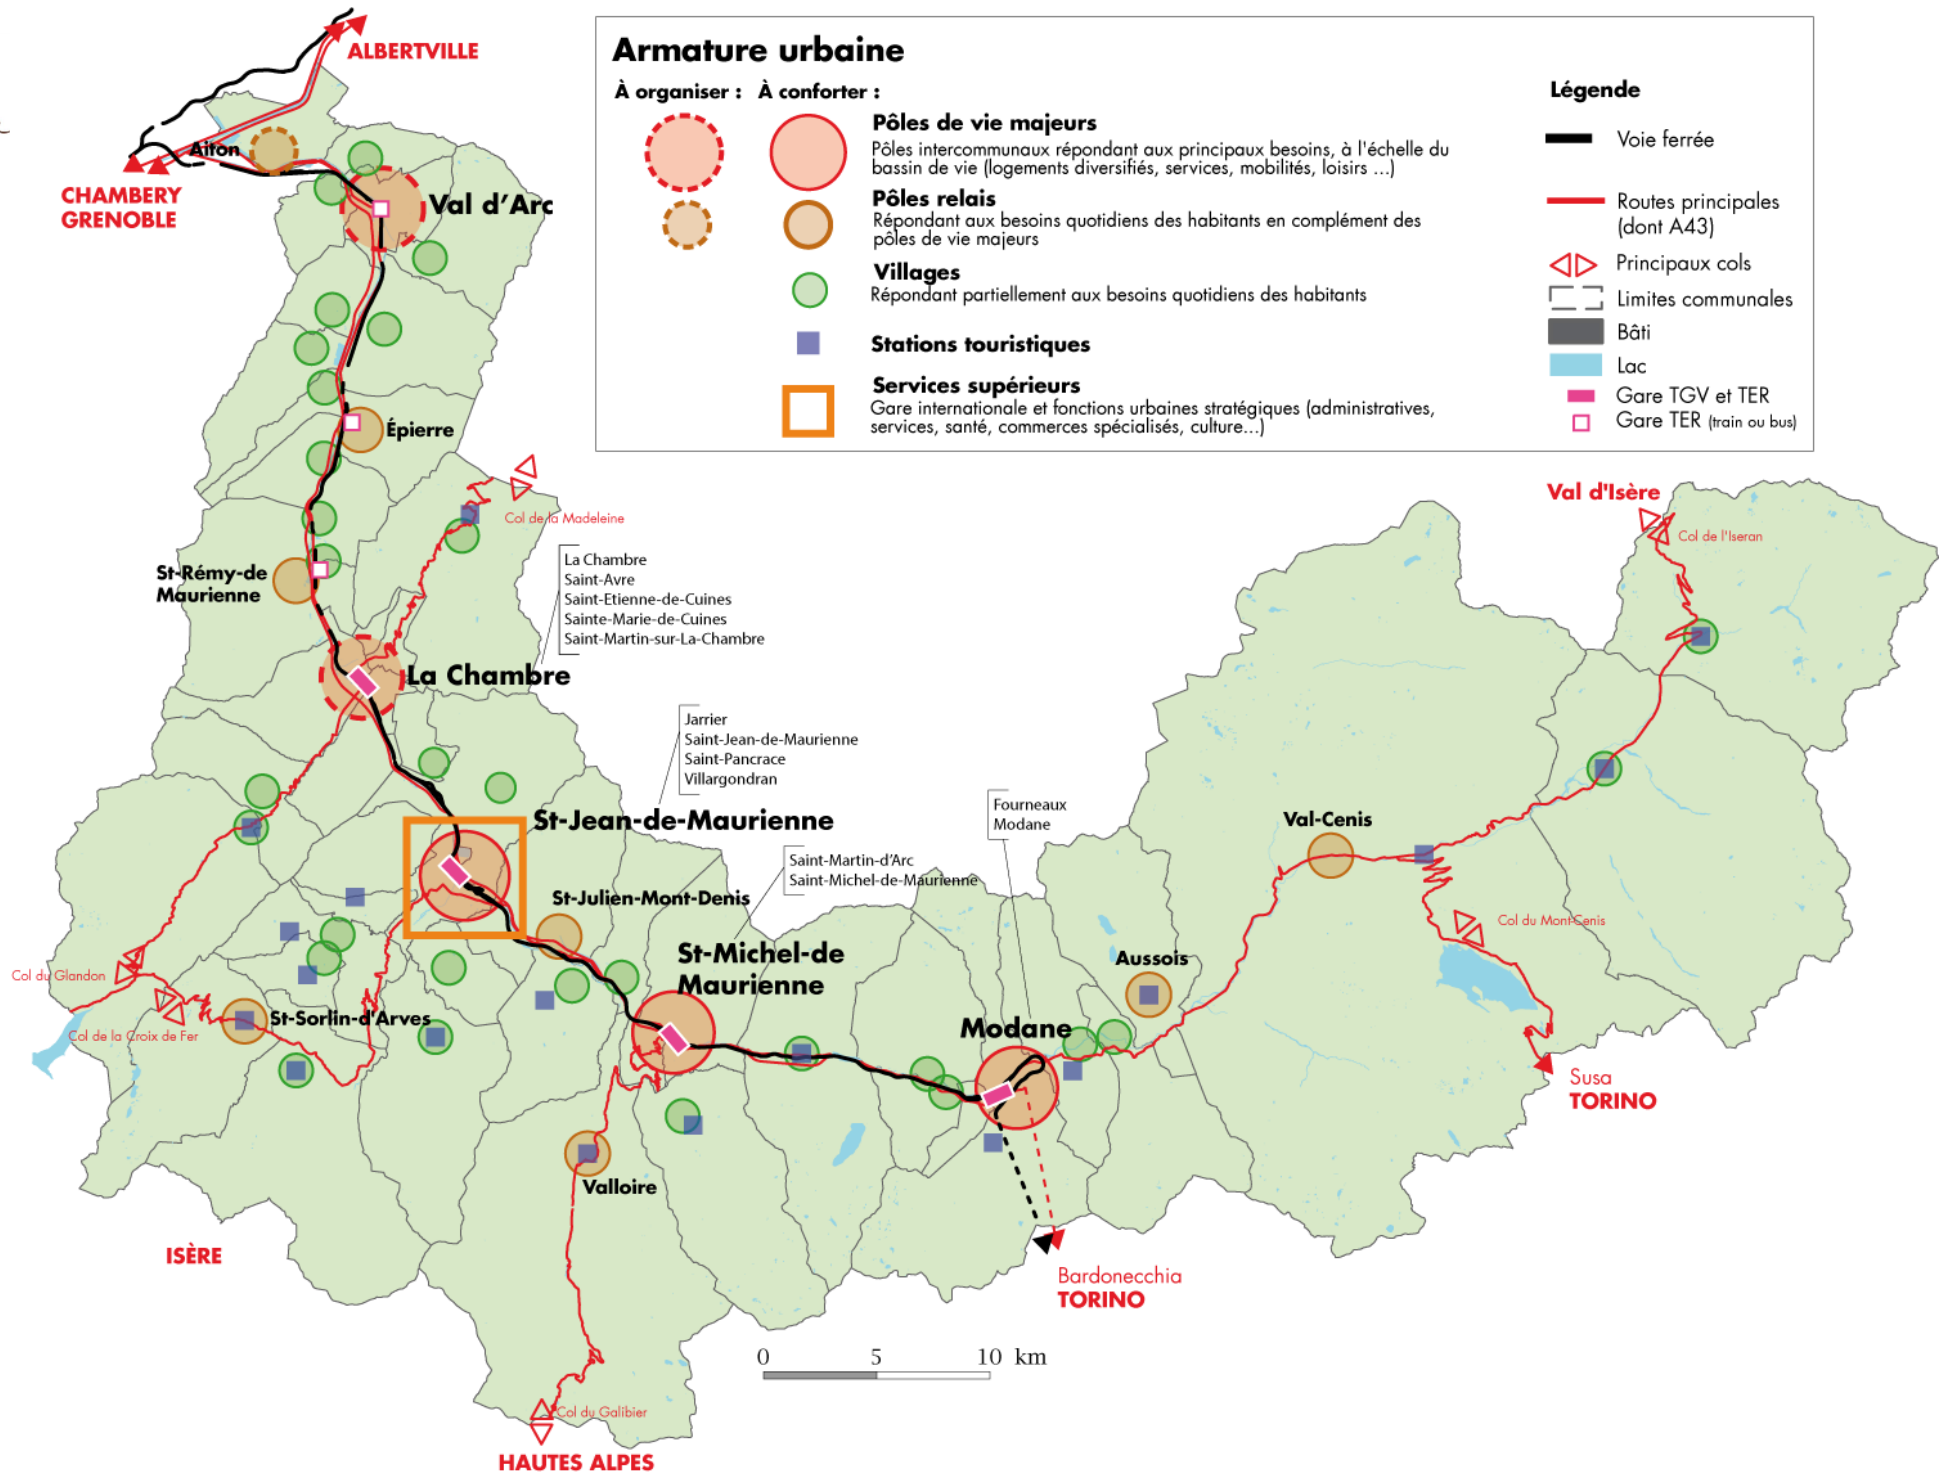 ALBERTVILLE
Aiton
CHAMBERY
GRENOBLE
Val d'Arc
Armature urbaine
À organiser :
À conforter :
Pôles de vie majeurs
Pôles intercommunaux répondant aux principaux besoins, à l'échelle du
bassin de vie (logements diversifiés, services, mobilités, loisirs ...)
Pôles relais
Répondant aux besoins quotidiens des habitants en complément des
pôles de vie majeurs
Villages
Répondant partiellement aux besoins quotidiens des habitants
Stations touristiques
Services supérieurs
Gare internationale et fonctions urbaines stratégiques (administratives,
services, santé, commerces spécialisés, culture...)
Légende
Voie ferrée
Routes principales
(dont A43)
Principaux cols
Limites communales
Bâti
Lac
Gare TGV et TER
Gare TER (train ou bus)
Épierre
Col de la Madeleine
St-Rémy-de
Maurienne
La Chambre
Saint-Avre
Saint-Etienne-de-Cuines
Sainte-Marie-de-Cuines
Saint-Martin-sur-La-Chambre
La Chambre
Val d'Isère
Col de l'Iseran
Jarrier
Saint-Jean-de-Maurienne
Saint-Pancrace
Villargondran
St-Jean-de-Maurienne
Fourneaux
Modane
Val-Cenis
Saint-Martin-d'Arc
Saint-Michel-de-Maurienne
St-Julien-Mont-Denis
Col du Mont-Cenis
St-Michel-de
Maurienne
Aussois
Col du Glandon
St-Sorlin-d'Arves
Col de la Croix de Fer
Modane
Susa
TORINO
Valloire
ISÈRE
Bardonecchia
TORINO
0 5 10 km
Col du Galibier
HAUTES ALPES